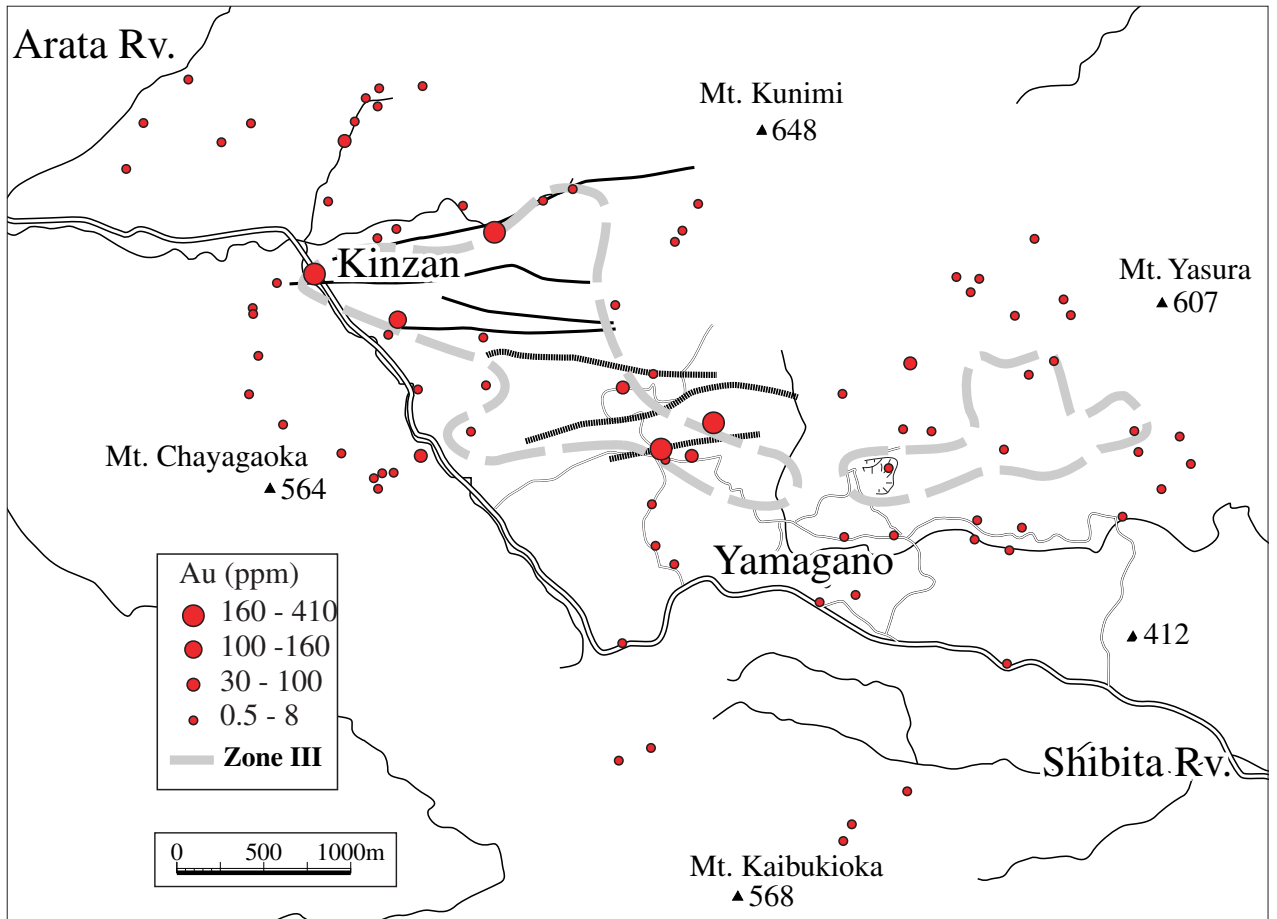 Arata Rv.
Mt. Kunimi
▲648
Kinzan
Mt. Yasura
▲607
Mt. Chayagaoka
▲564
Yamagano
Au (ppm)
160 - 410
100 -160
30 - 100
0.5 - 8
Zone III
▲412
Shibita Rv.
0 500 1000m
Mt. Kaibukioka
▲568